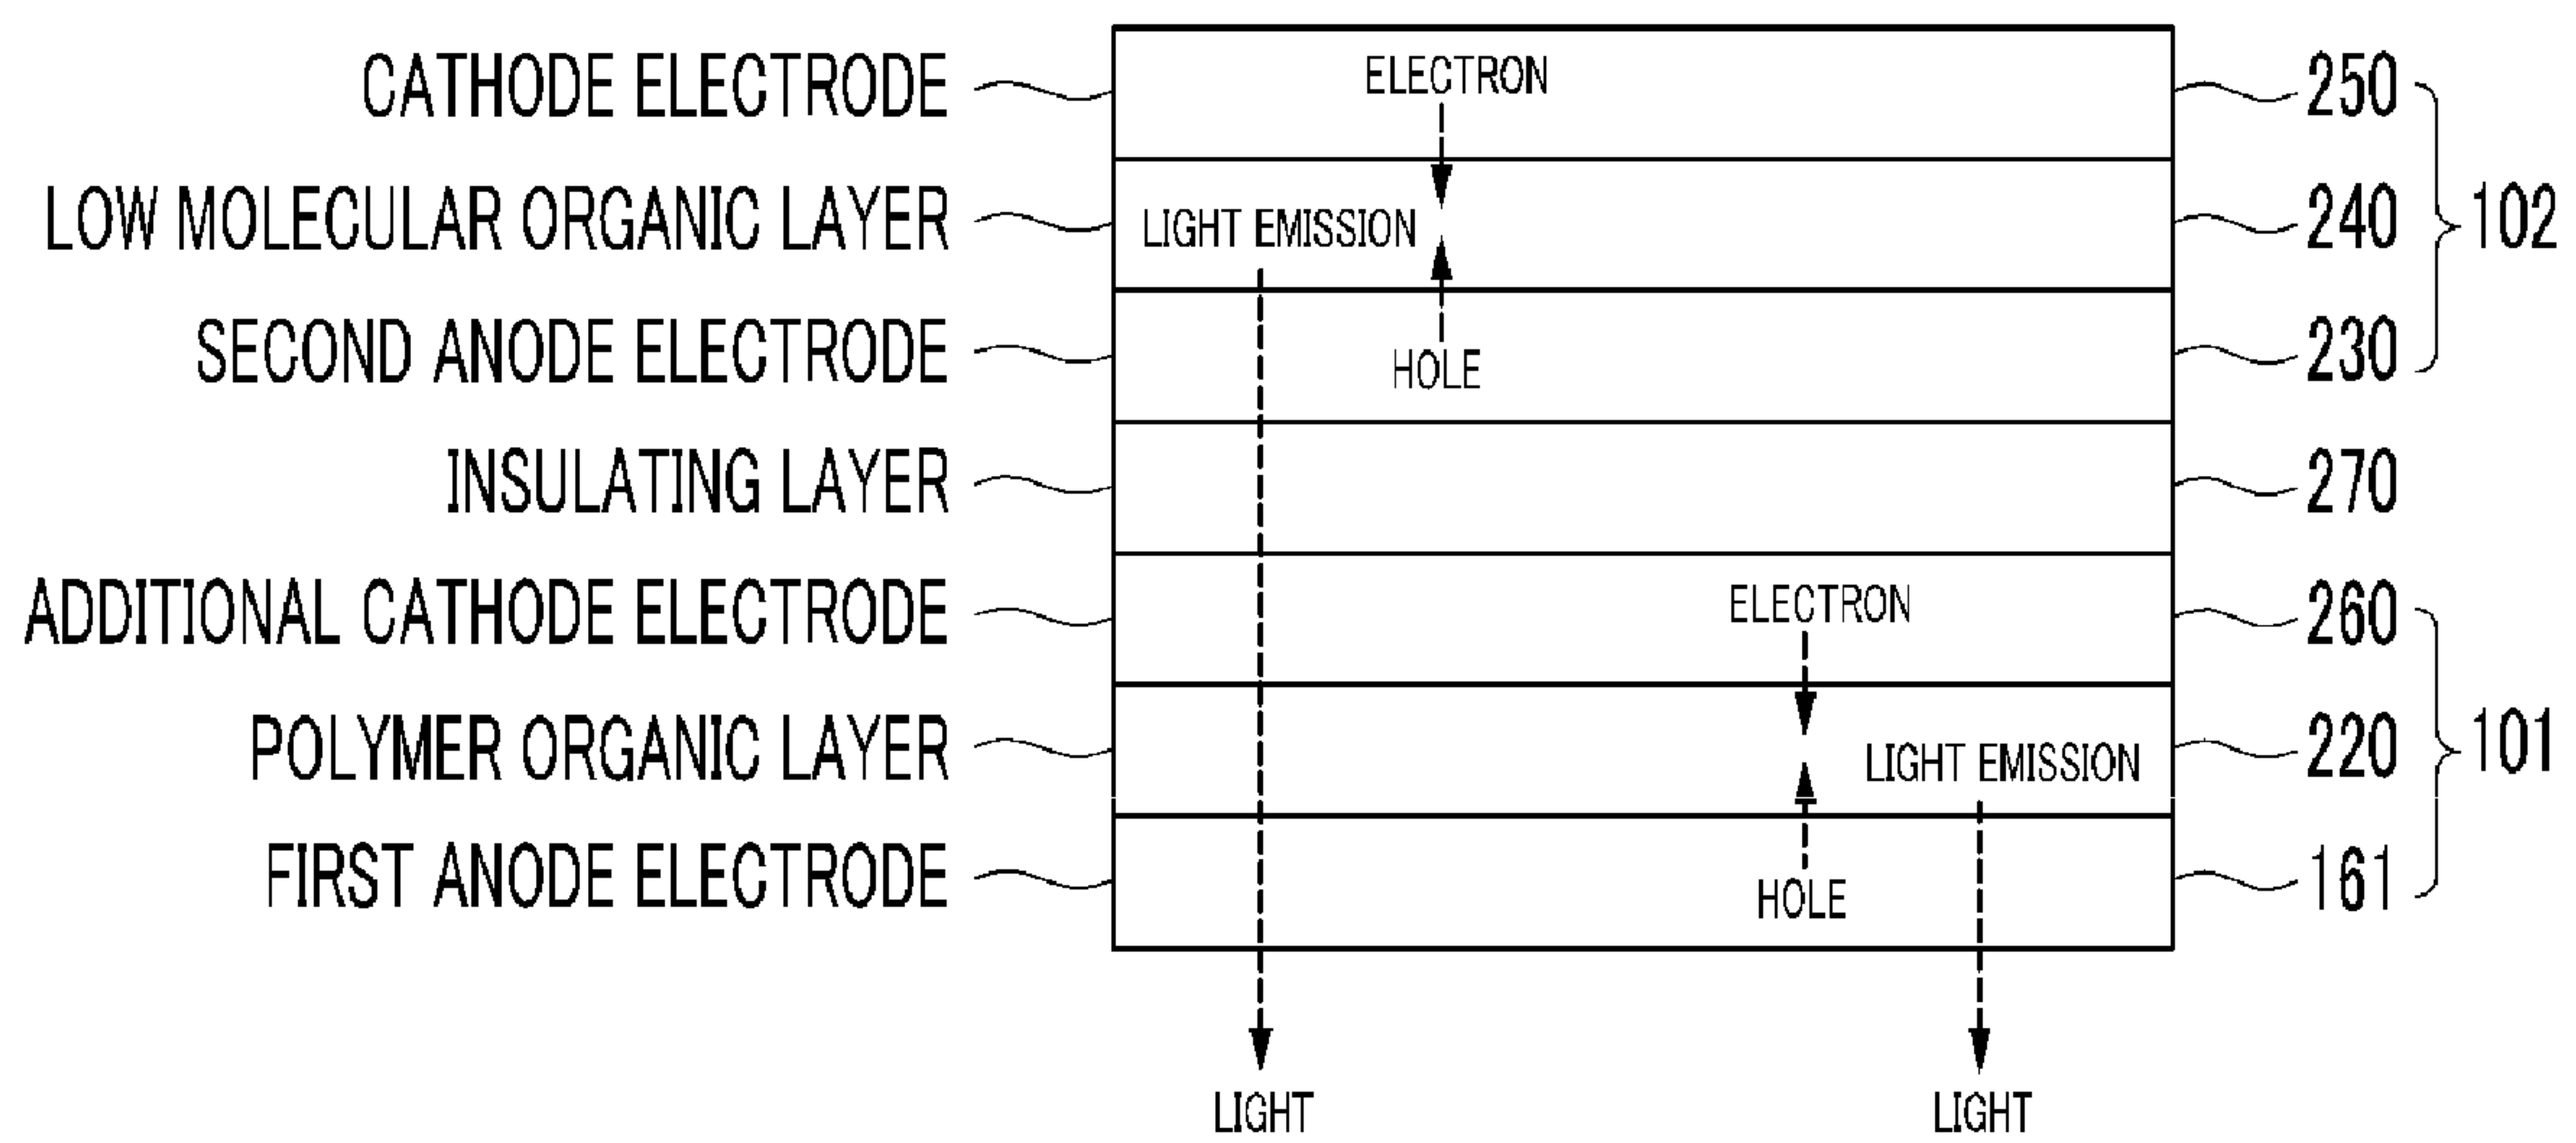 CATHODE ELECTRODE ELECTRON 250
LOW MOLECULAR ORGANIC LAYER LIGHT EMISSION 240 102
SECOND ANODE ELECTRODE HOLE 230
INSULATING LAYER 270
ADDITIONAL CATHODE ELECTRODE ELECTRON 260
POLYMER ORGANIC LAYER LIGHT EMISSION 220 101
FIRST ANODE ELECTRODE HOLE 161
LIGHT LIGHT